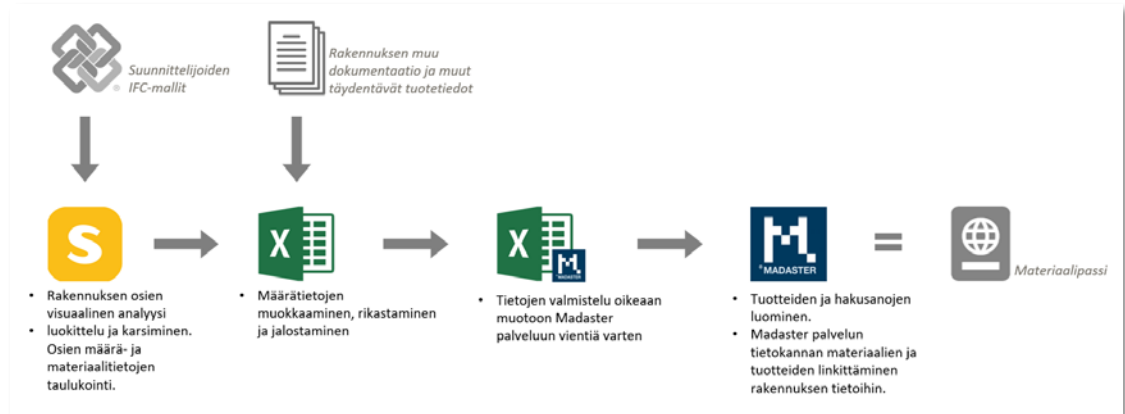 Suunnittelijoiden
IFC-mallit
Rakennuksen muu
dokumentaatio ja muut
täydentävät tuotetiedot
S
X
X
M.
MADASTER
M.
MADASTER
=
Materiaalipassi
• Rakennuksen osien
visuaalinen analyysi
• luokittelu ja karsiminen.
Osien määrä- ja
materiaalitietojen
taulukointi.
• Määrätietojen
muokkaaminen, rikastaminen
ja jalostaminen
• Tietojen valmistelu oikeaan
muotoon Madaster
palveluun vientiä varten
• Tuotteiden ja hakusanojen
luominen.
• Madaster palvelun
tietokannan materiaalien ja
tuotteiden linkittäminen
rakennuksen tietoihin.